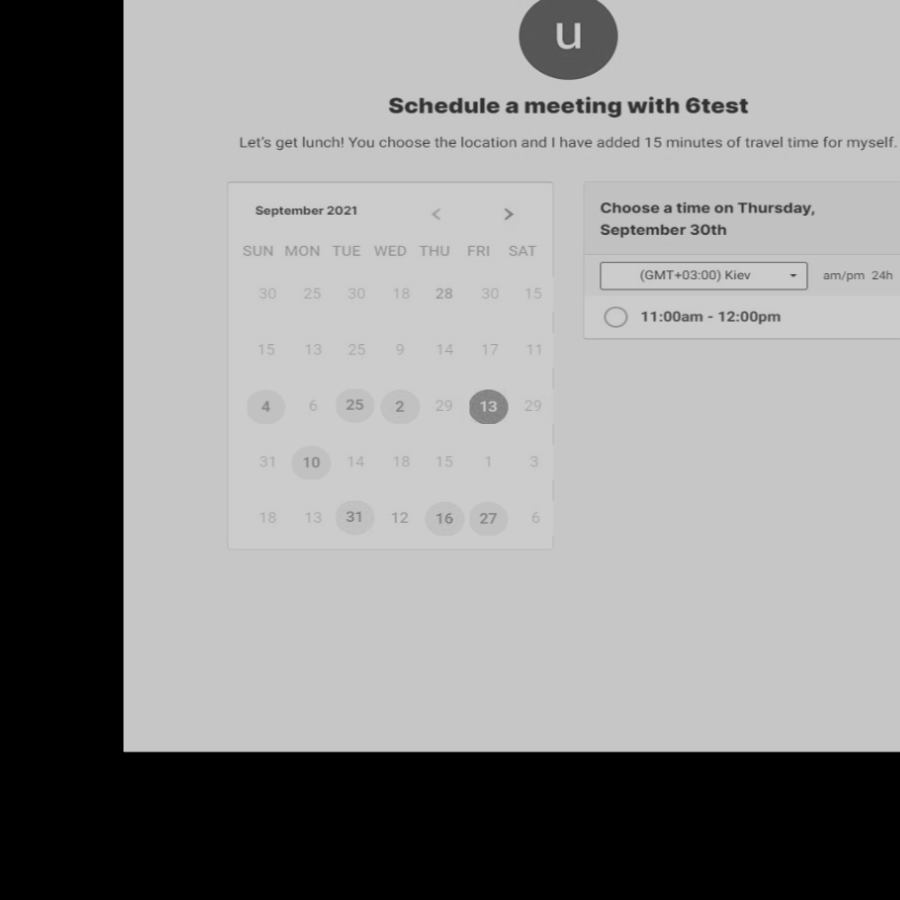 u
Schedule a meeting with 6test
Let's get lunch! You choose the location and I have added 15 minutes of travel time for myself.
September 2021 < >
SUN MON TUE WED THU FRI SAT
30 25 30 18 28 30 15
15 13 25 9 14 17 11
4 6 25 2 29 13 29
31 10 14 18 15 1 3
18 13 31 12 16 27 6
Choose a time on Thursday,
September 30th
(GMT+03:00) Kiev am/pm 24h
11:00am - 12:00pm